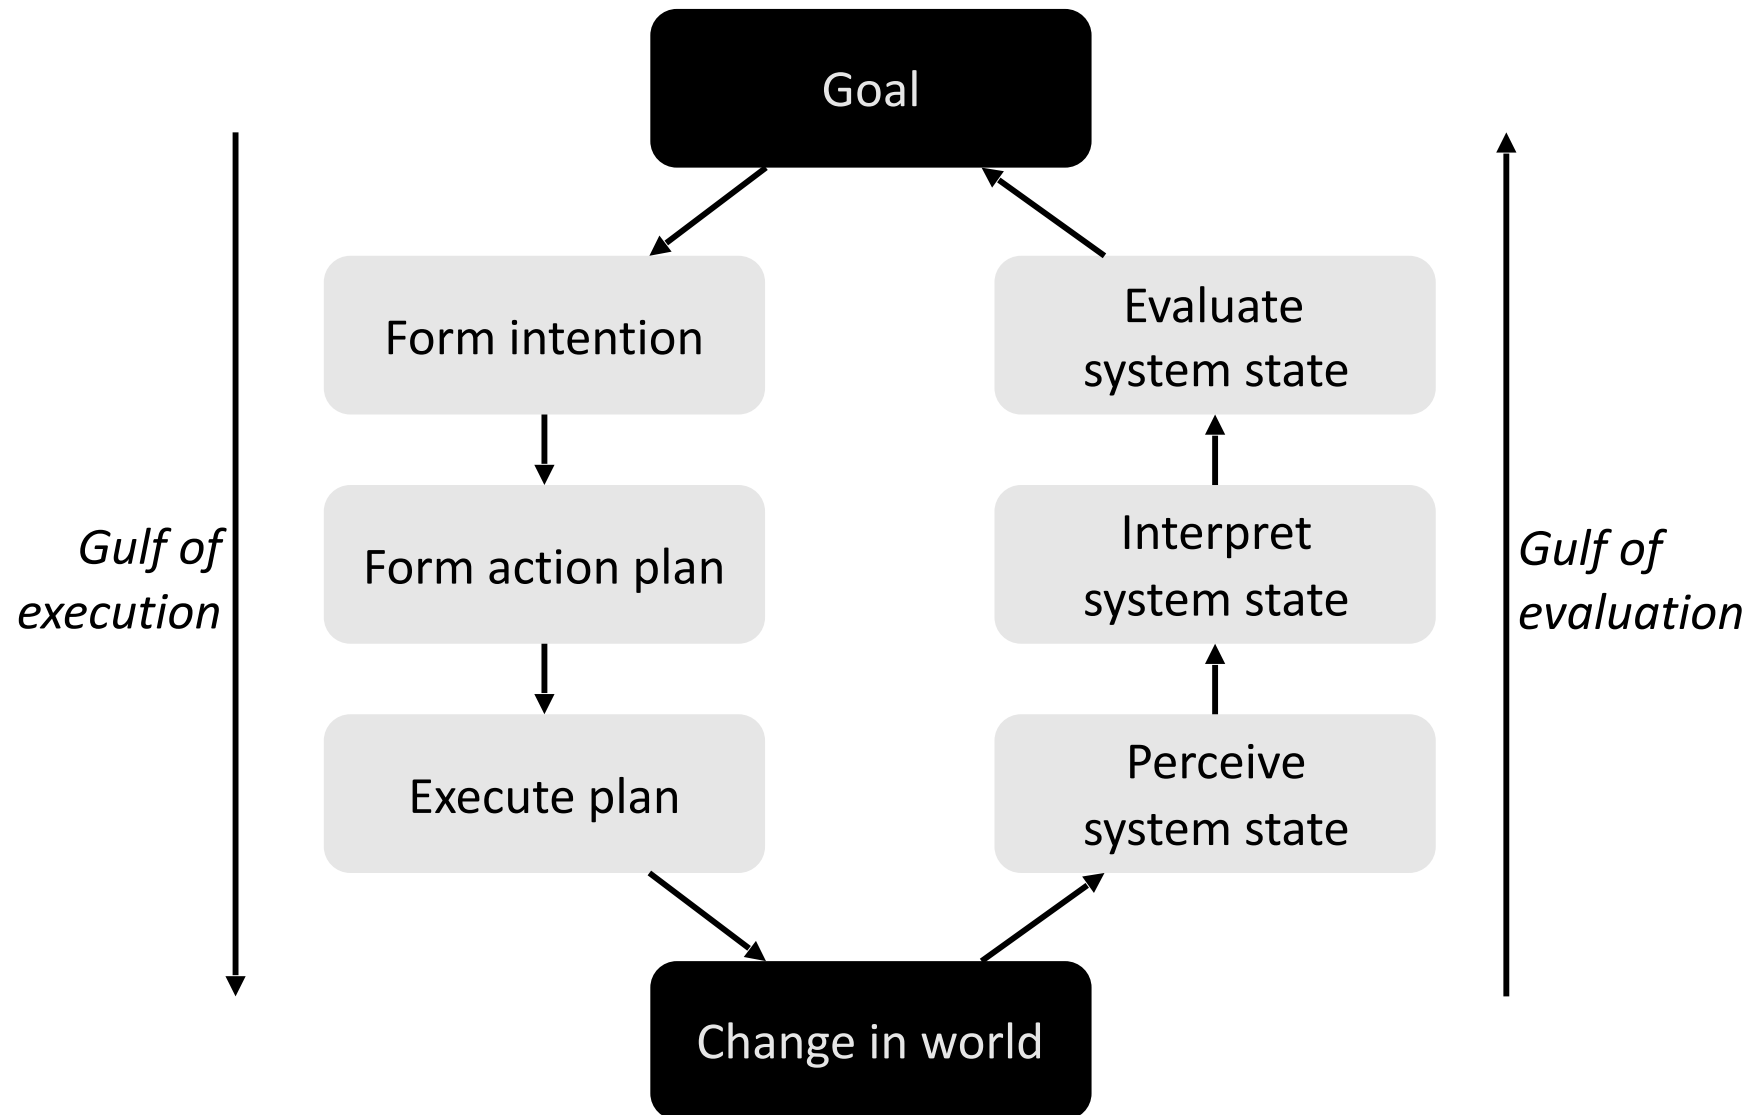 Goal
Form intention
Form action plan
Execute plan
Change in world
Perceive
system state
Interpret
system state
Evaluate
system state
Gulf of
execution
Gulf of
evaluation